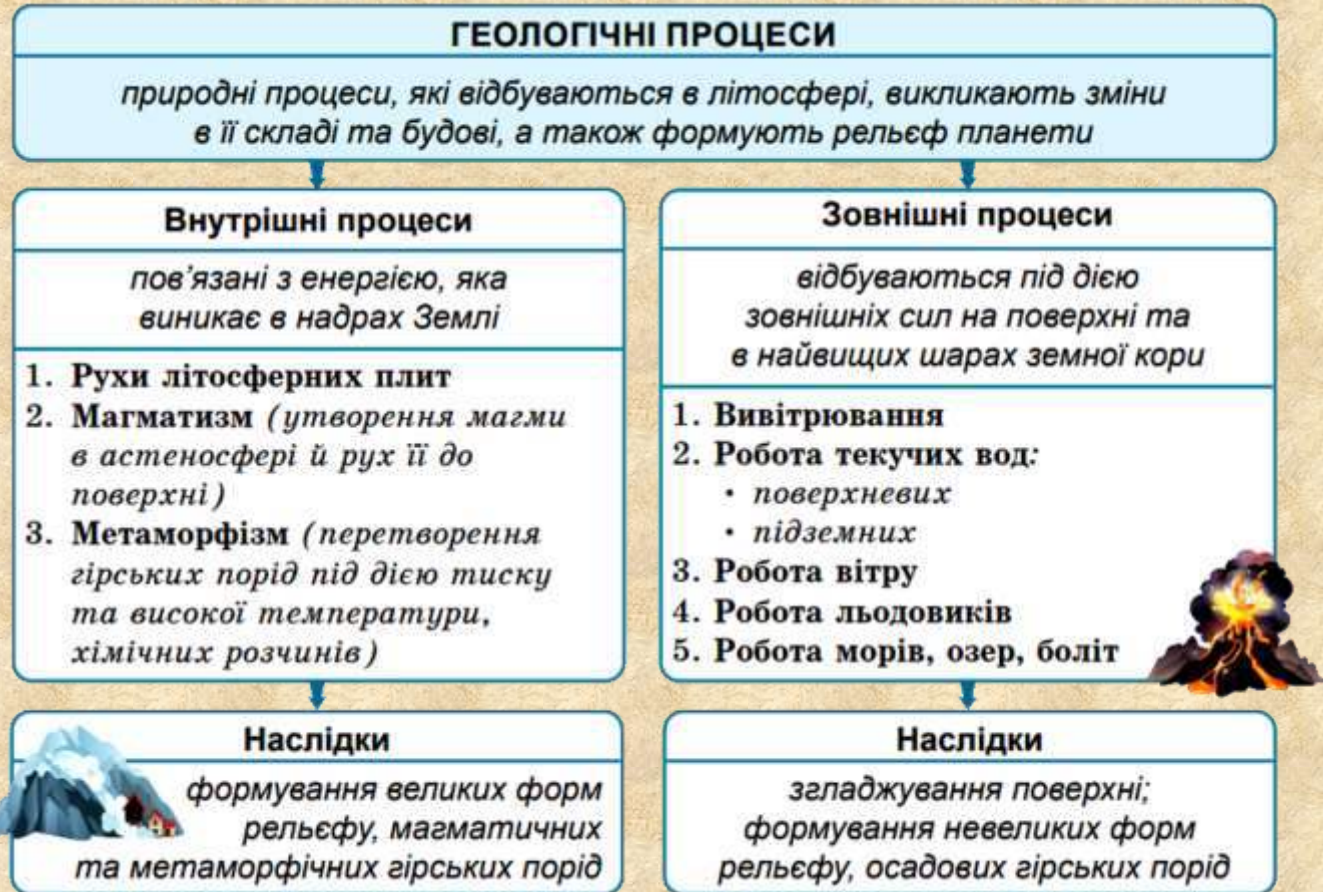 ГЕОЛОГІЧНІ ПРОЦЕСИ
природні процеси, які відбуваються в літосфері, викликають зміни
в її складі та будові, а також формують рельєф планети
Внутрішні процеси
пов’язані з енергією, яка
виникає в надрах Землі
1. Рухи літосферних плит
2. Магматизм (утворення магми
в астеносфері й рух її до
поверхні)
3. Метаморфізм (перетворення
гірських порід під дією тиску
та високої температури,
хімічних розчинів)
Наслідки
формування великих форм
рельєфу, магматичних
та метаморфічних гірських порід
Зовнішні процеси
відбуваються під дією
зовнішніх сил на поверхні та
в найвищих шарах земної кори
1. Вивітрювання
2. Робота текучих вод:
• поверхневих
• підземних
3. Робота вітру
4. Робота льодовиків
5. Робота морів, озер, боліт
Наслідки
згладжування поверхні;
формування невеликих форм
рельєфу, осадових гірських порід